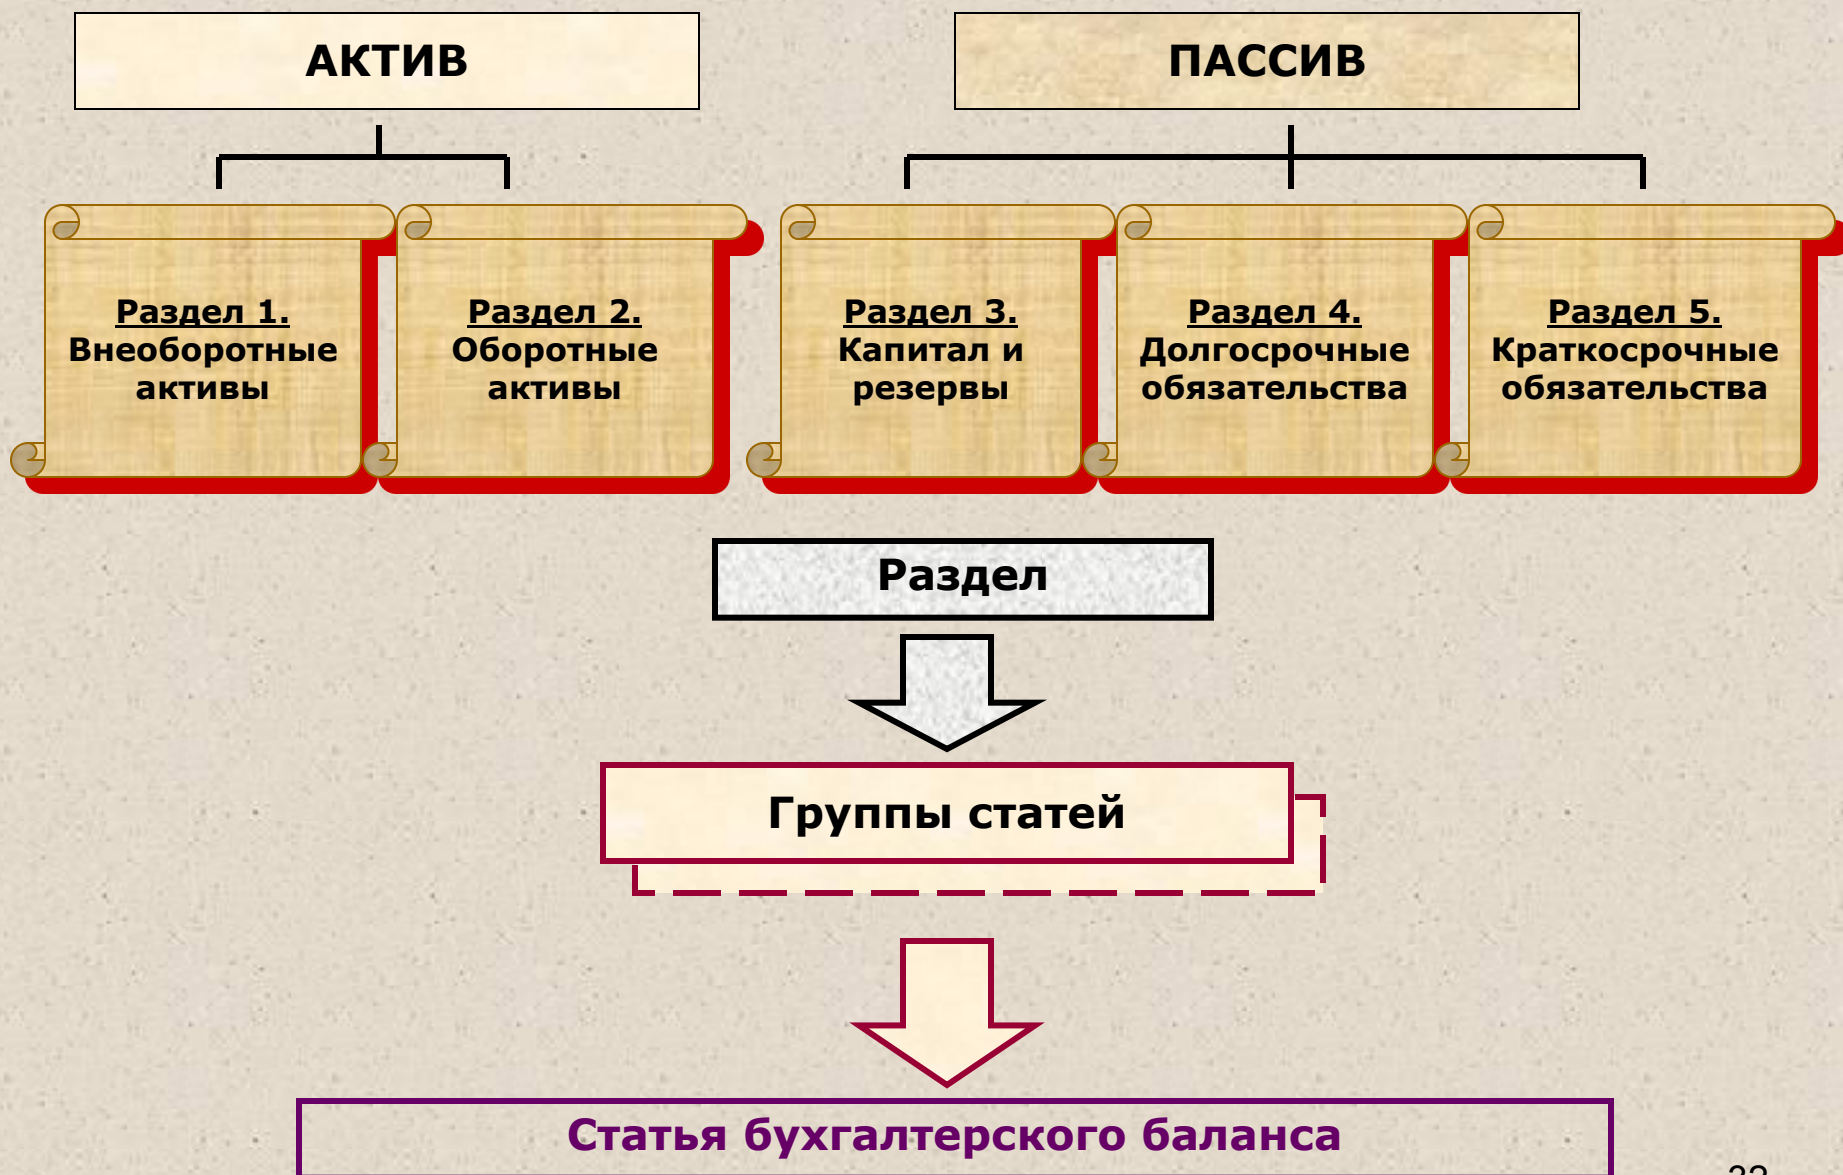 АКТИВ
ПАССИВ
Раздел 1.
Внеоборотные
активы
Раздел 2.
Оборотные
активы
Раздел 3.
Капитал и
резервы
Раздел 4.
Долгосрочные
обязательства
Раздел 5.
Краткосрочные
обязательства
Раздел
Группы статей
Статья бухгалтерского баланса